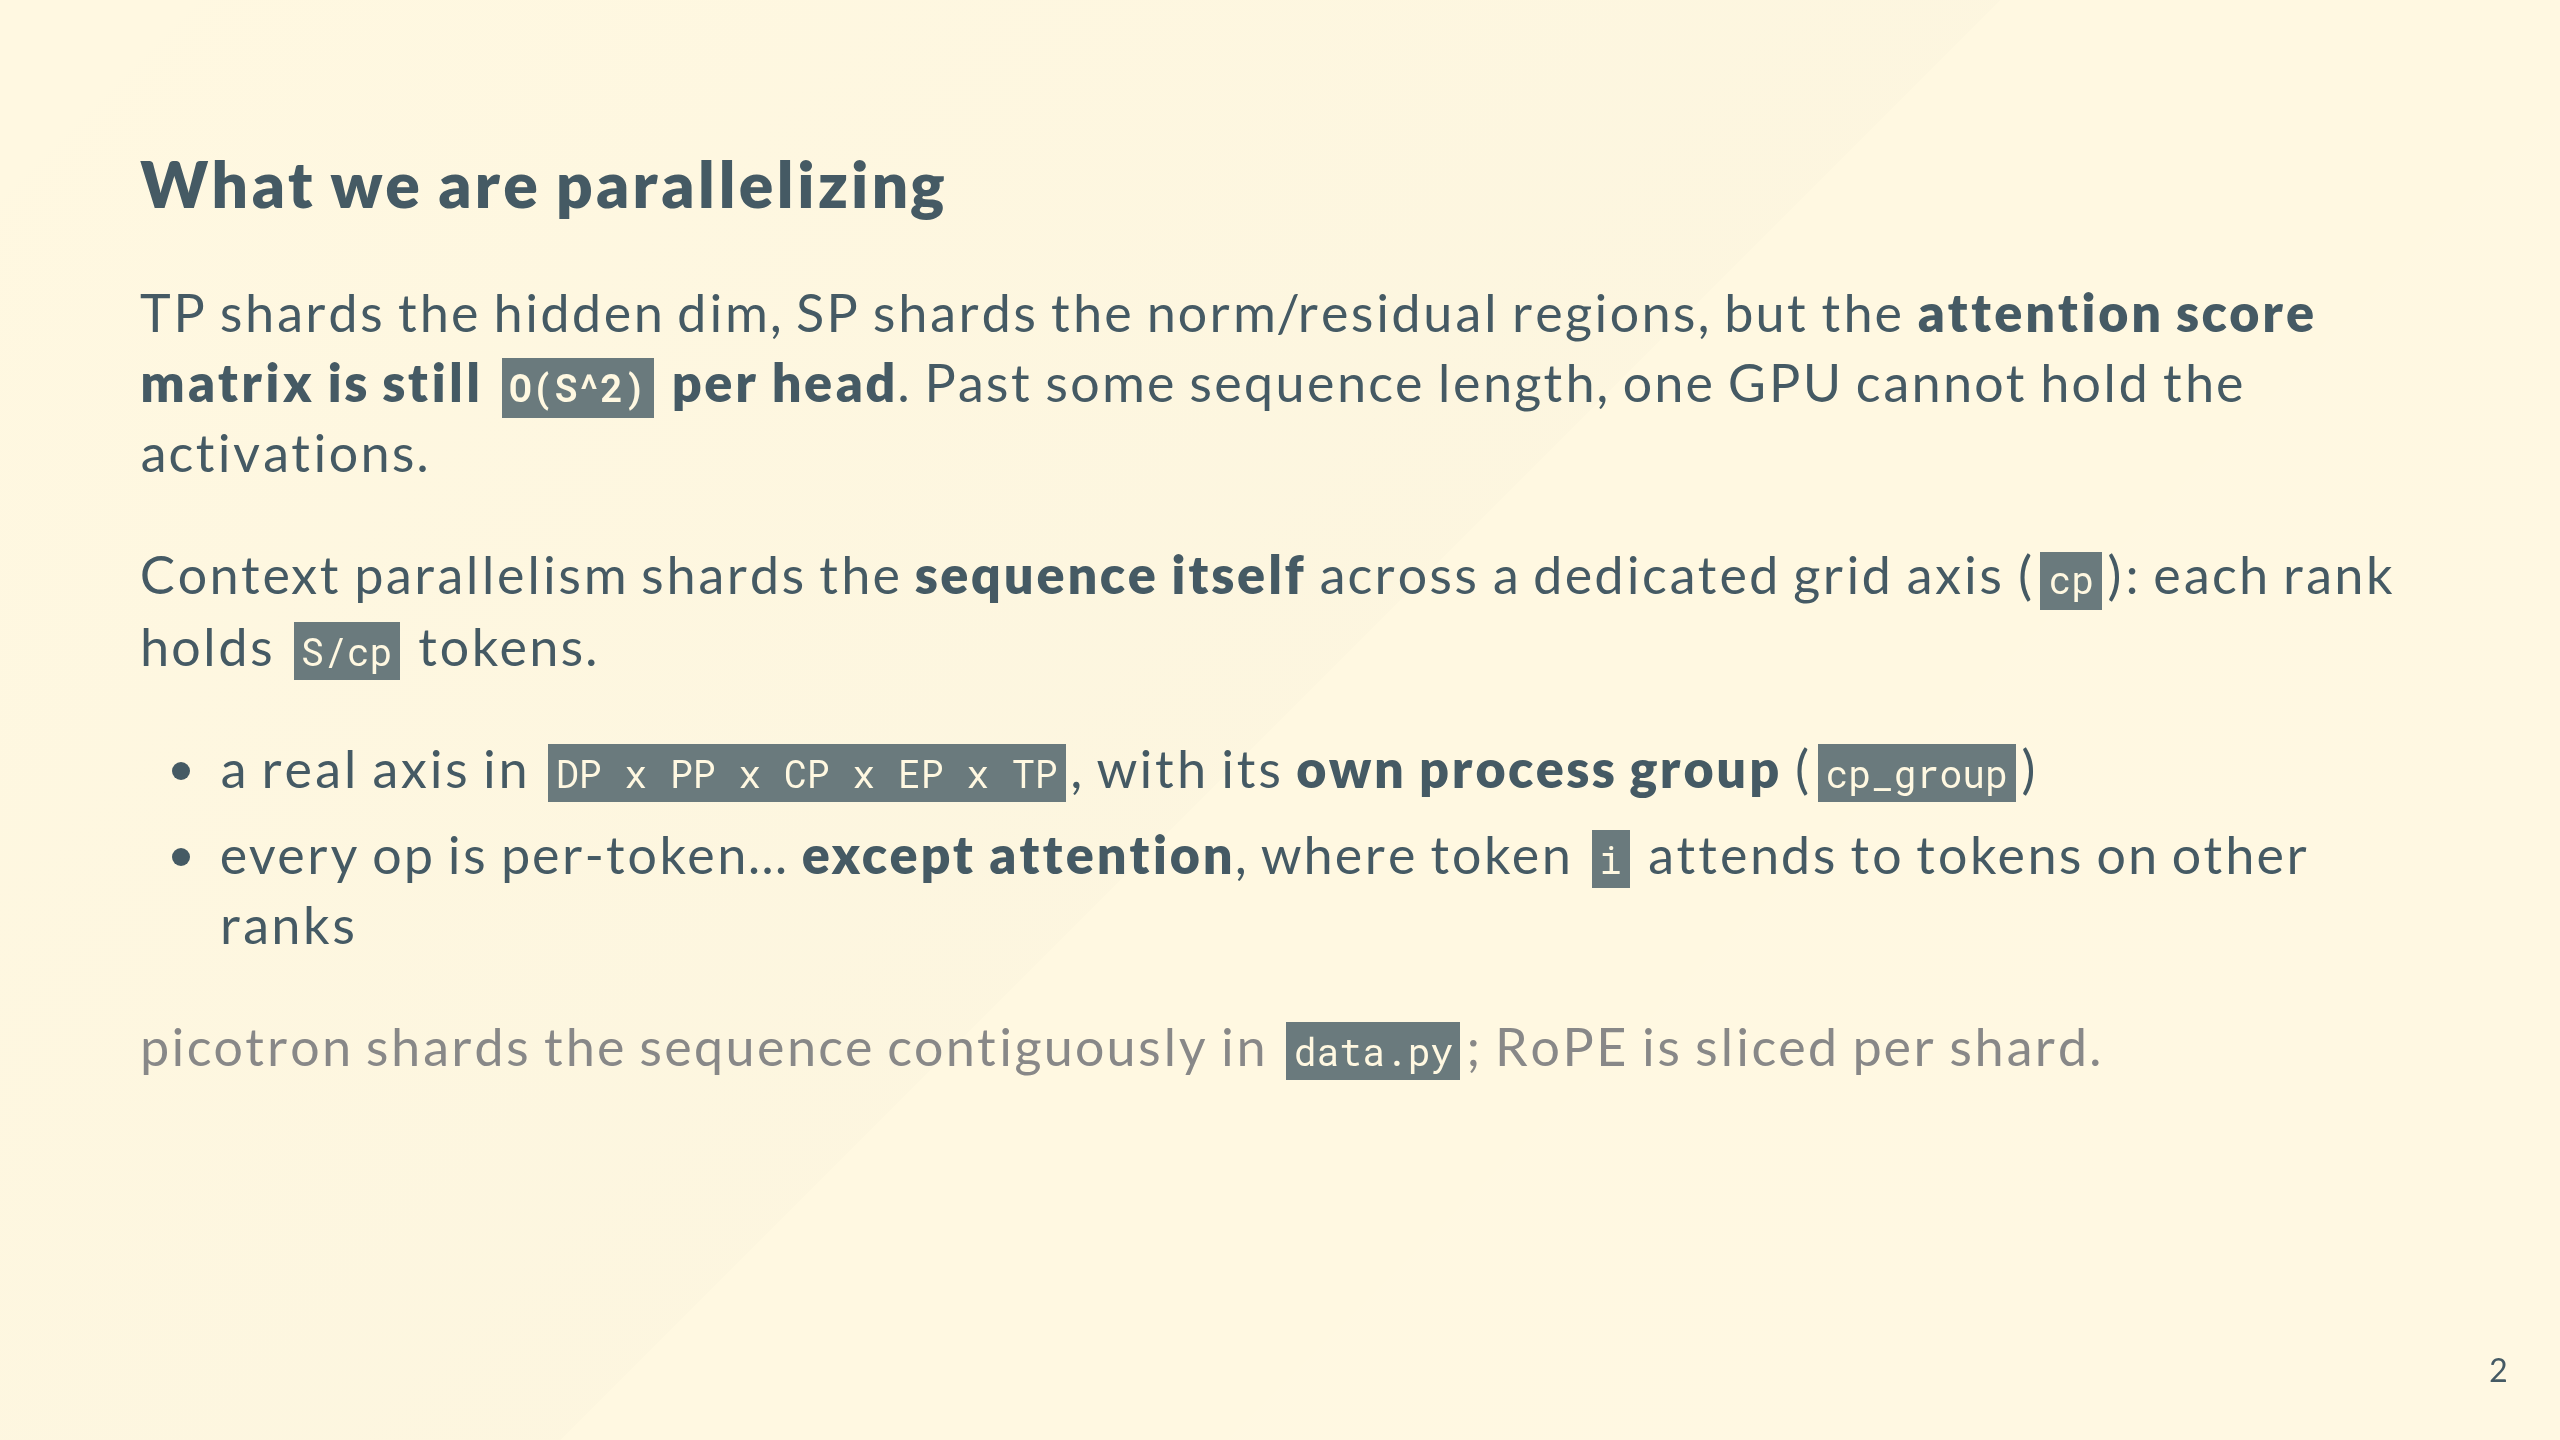 What we are parallelizing
TP shards the hidden dim, SP shards the norm/residual regions, but the attention score
matrix is still O(S^2) per head. Past some sequence length, one GPU cannot hold the
activations.
Context parallelism shards the sequence itself across a dedicated grid axis (cp): each rank
holds S/cp tokens.
• a real axis in DP x PP x CP x EP x TP, with its own process group (cp_group)
• every op is per-token... except attention, where token i attends to tokens on other
ranks
picotron shards the sequence contiguously in data.py; RoPE is sliced per shard.
2